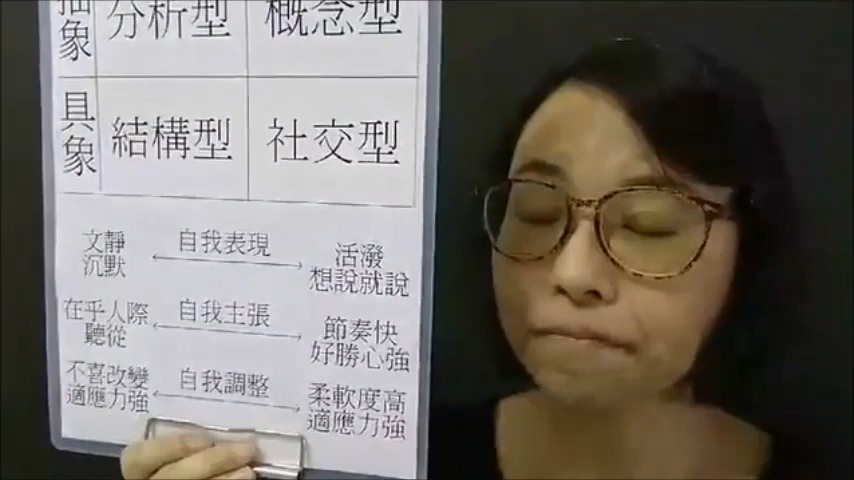 抽象 分析型 概念型
具象 結構型 社交型
文靜
沉默
自我表現
活潑
想說就說
在乎人際
聽從
自我主張
節奏快
好勝心強
不喜改變
適應力強
自我調整
柔軟度高
適應力強